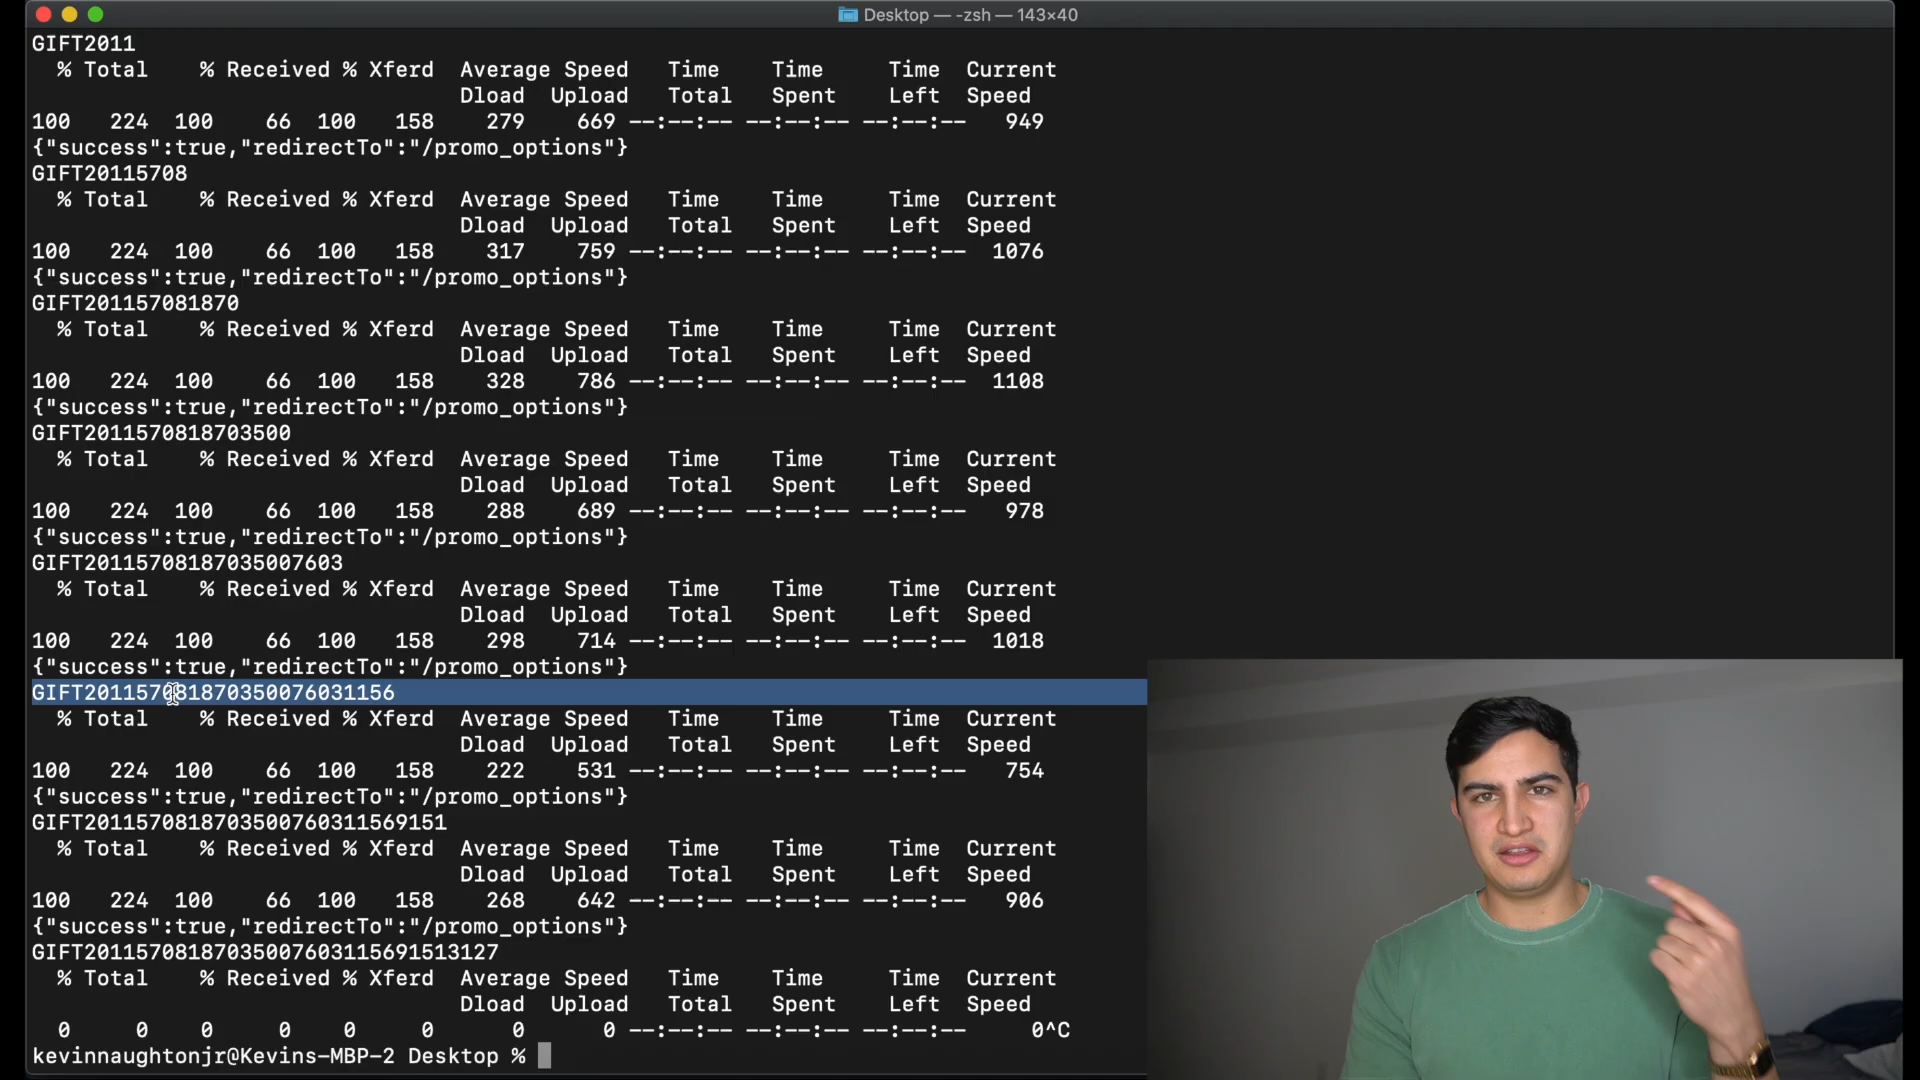 Desktop — -zsh — 143×40
GIFT2011
% Total % Received % Xferd Average Speed Time Time Time Current
Dload Upload Total Spent Left Speed
100 224 100 66 100 158 279 669 --:--:-- --:--:-- --:--:-- 949
{"success":true,"redirectTo":"/promo_options"}
GIFT20115708
% Total % Received % Xferd Average Speed Time Time Time Current
Dload Upload Total Spent Left Speed
100 224 100 66 100 158 317 759 --:--:-- --:--:-- --:--:-- 1076
{"success":true,"redirectTo":"/promo_options"}
GIFT201157081870
% Total % Received % Xferd Average Speed Time Time Time Current
Dload Upload Total Spent Left Speed
100 224 100 66 100 158 328 786 --:--:-- --:--:-- --:--:-- 1108
{"success":true,"redirectTo":"/promo_options"}
GIFT2011570818703500
% Total % Received % Xferd Average Speed Time Time Time Current
Dload Upload Total Spent Left Speed
100 224 100 66 100 158 288 689 --:--:-- --:--:-- --:--:-- 978
{"success":true,"redirectTo":"/promo_options"}
GIFT20115708187035007603
% Total % Received % Xferd Average Speed Time Time Time Current
Dload Upload Total Spent Left Speed
100 224 100 66 100 158 298 714 --:--:-- --:--:-- --:--:-- 1018
{"success":true,"redirectTo":"/promo_options"}
GIFT201157081870350076031156
% Total % Received % Xferd Average Speed Time Time Time Current
Dload Upload Total Spent Left Speed
100 224 100 66 100 158 222 531 --:--:-- --:--:-- --:--:-- 754
{"success":true,"redirectTo":"/promo_options"}
GIFT2011570818703500760311569151
% Total % Received % Xferd Average Speed Time Time Time Current
Dload Upload Total Spent Left Speed
100 224 100 66 100 158 268 642 --:--:-- --:--:-- --:--:-- 906
{"success":true,"redirectTo":"/promo_options"}
GIFT20115708187035007603115691513127
% Total % Received % Xferd Average Speed Time Time Time Current
Dload Upload Total Spent Left Speed
0 0 0 0 0 0 0 0 --:--:-- --:--:-- --:--:-- 0^C
kevinnaughtonjr@Kevins-MBP-2 Desktop %